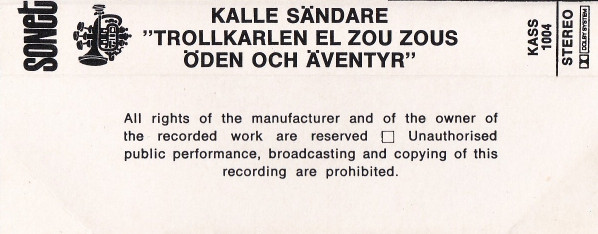 sonet
KALLE SÄNDARE
"TROLLKARLEN EL ZOU ZOUS
ÖDEN OCH ÄVENTYR"
KASS
1004
STEREO
DOLBY SYSTEM
All rights of the manufacturer and of the owner of
the recorded work are reserved □ Unauthorised
public performance, broadcasting and copying of this
recording are prohibited.